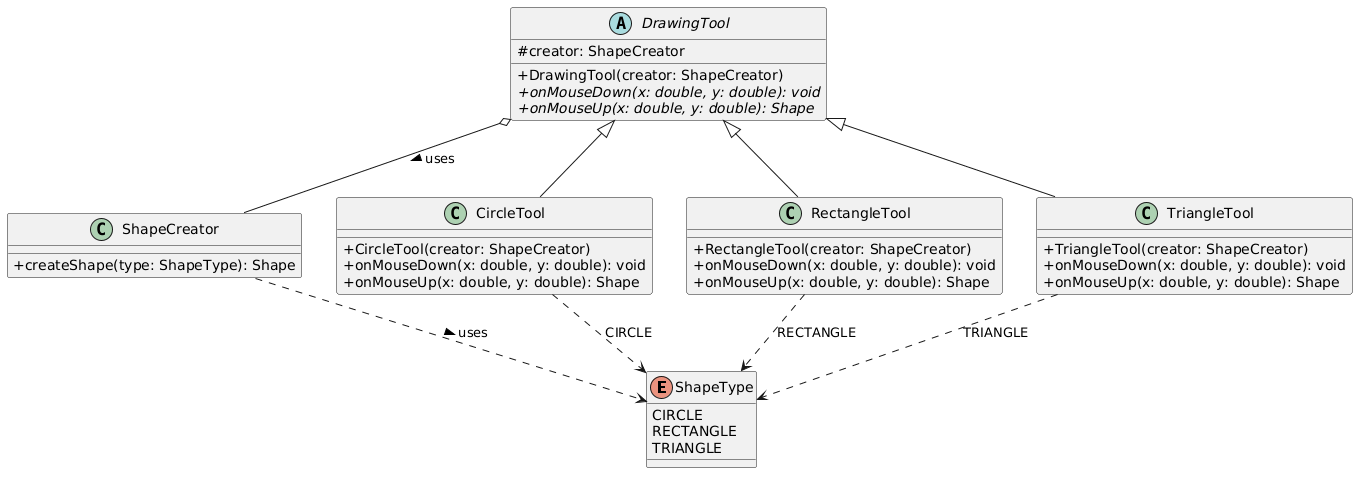 A DrawingTool
#creator: ShapeCreator
+DrawingTool(creator: ShapeCreator)
+onMouseDown(x: double, y: double): void
+onMouseUp(x: double, y: double): Shape
uses
C ShapeCreator
+createShape(type: ShapeType): Shape
C CircleTool
+CircleTool(creator: ShapeCreator)
+onMouseDown(x: double, y: double): void
+onMouseUp(x: double, y: double): Shape
C RectangleTool
+RectangleTool(creator: ShapeCreator)
+onMouseDown(x: double, y: double): void
+onMouseUp(x: double, y: double): Shape
C TriangleTool
+TriangleTool(creator: ShapeCreator)
+onMouseDown(x: double, y: double): void
+onMouseUp(x: double, y: double): Shape
uses
CIRCLE
RECTANGLE
TRIANGLE
E ShapeType
CIRCLE
RECTANGLE
TRIANGLE